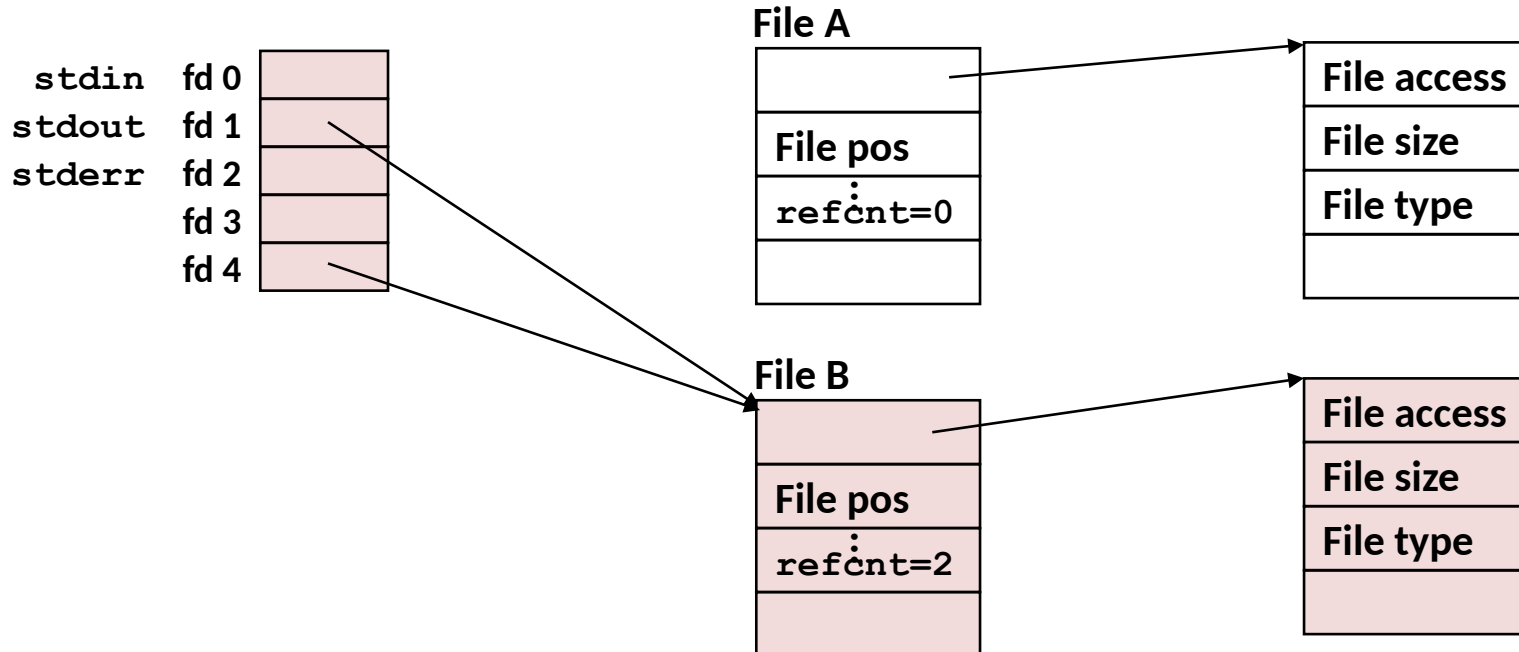 stdin fd 0
stdout fd 1
stderr fd 2
fd 3
fd 4
File A
File pos
refcnt=0
File access
File size
File type
File B
File pos
refcnt=2
File access
File size
File type